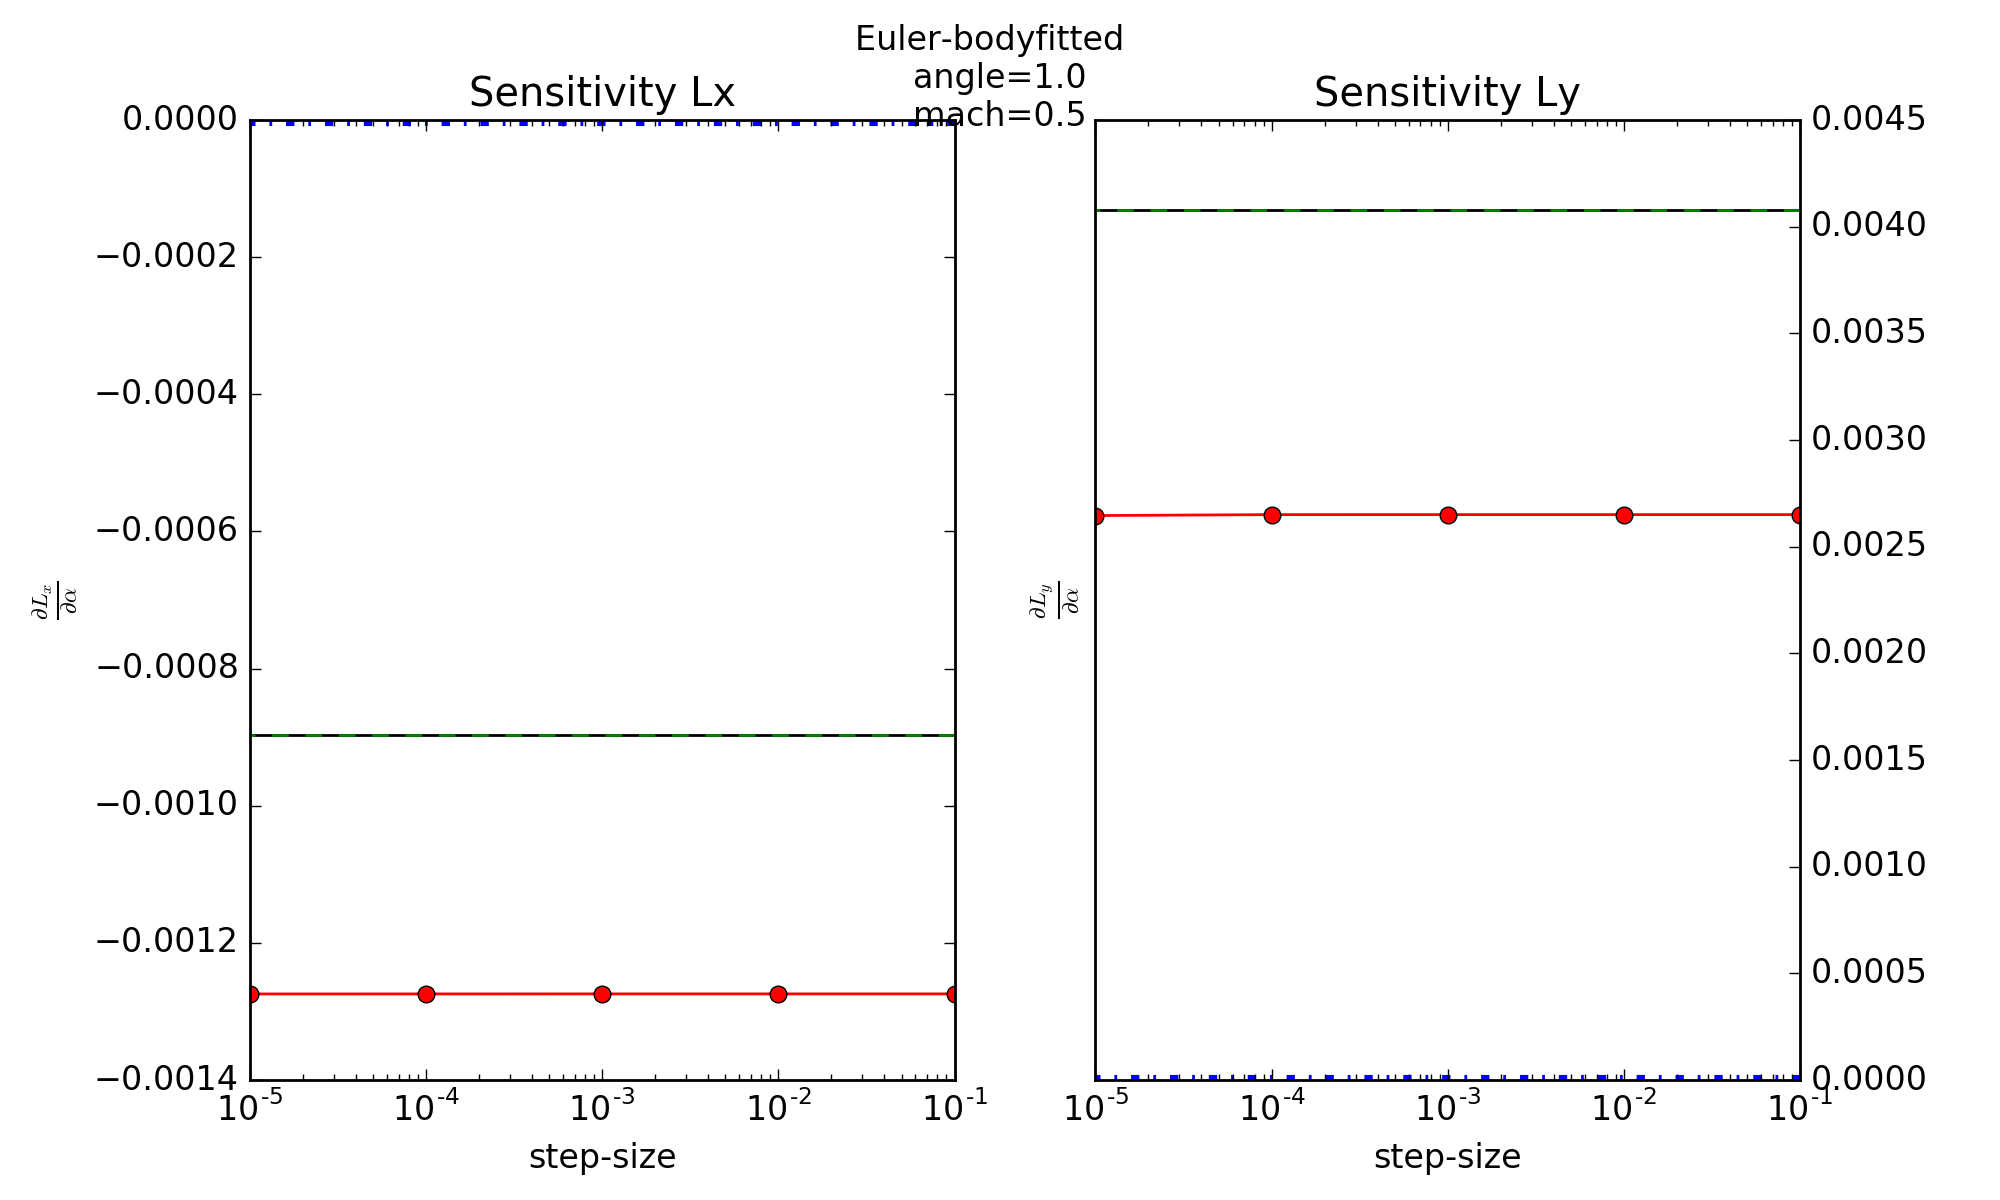 Euler-bodyfitted
angle=1.0
mach=0.5
Sensitivity Lx
0.0000
−0.0002
−0.0004
−0.0006
−0.0008
−0.0010
−0.0012
−0.0014
∂Lₓ/∂α
10⁻⁵ 10⁻⁴ 10⁻³ 10⁻² 10⁻¹
step-size
Sensitivity Ly
0.0045
0.0040
0.0035
0.0030
0.0025
0.0020
0.0015
0.0010
0.0005
0.0000
∂L_y/∂α
10⁻⁵ 10⁻⁴ 10⁻³ 10⁻² 10⁻¹
step-size